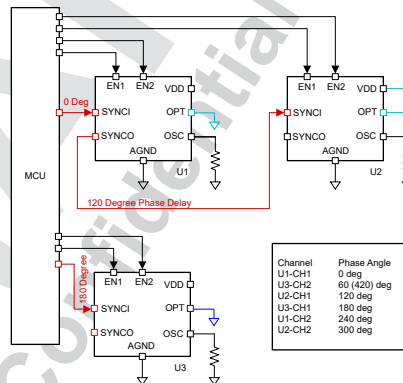 EN1 EN2 VDD
0 Deg SYNCI OPT
SYNCO OSC
AGND
U1
EN1 EN2 VDD
SYNCI OPT
SYNCO OSC
AGND
U2
MCU
120 Degree Phase Delay
EN1 EN2 VDD
180 Degree SYNCI OPT
SYNCO OSC
AGND
U3
Channel Phase Angle
U1-CH1 0 deg
U3-CH2 60 (420) deg
U2-CH1 120 deg
U3-CH1 180 deg
U1-CH2 240 deg
U2-CH2 300 deg
Confidential